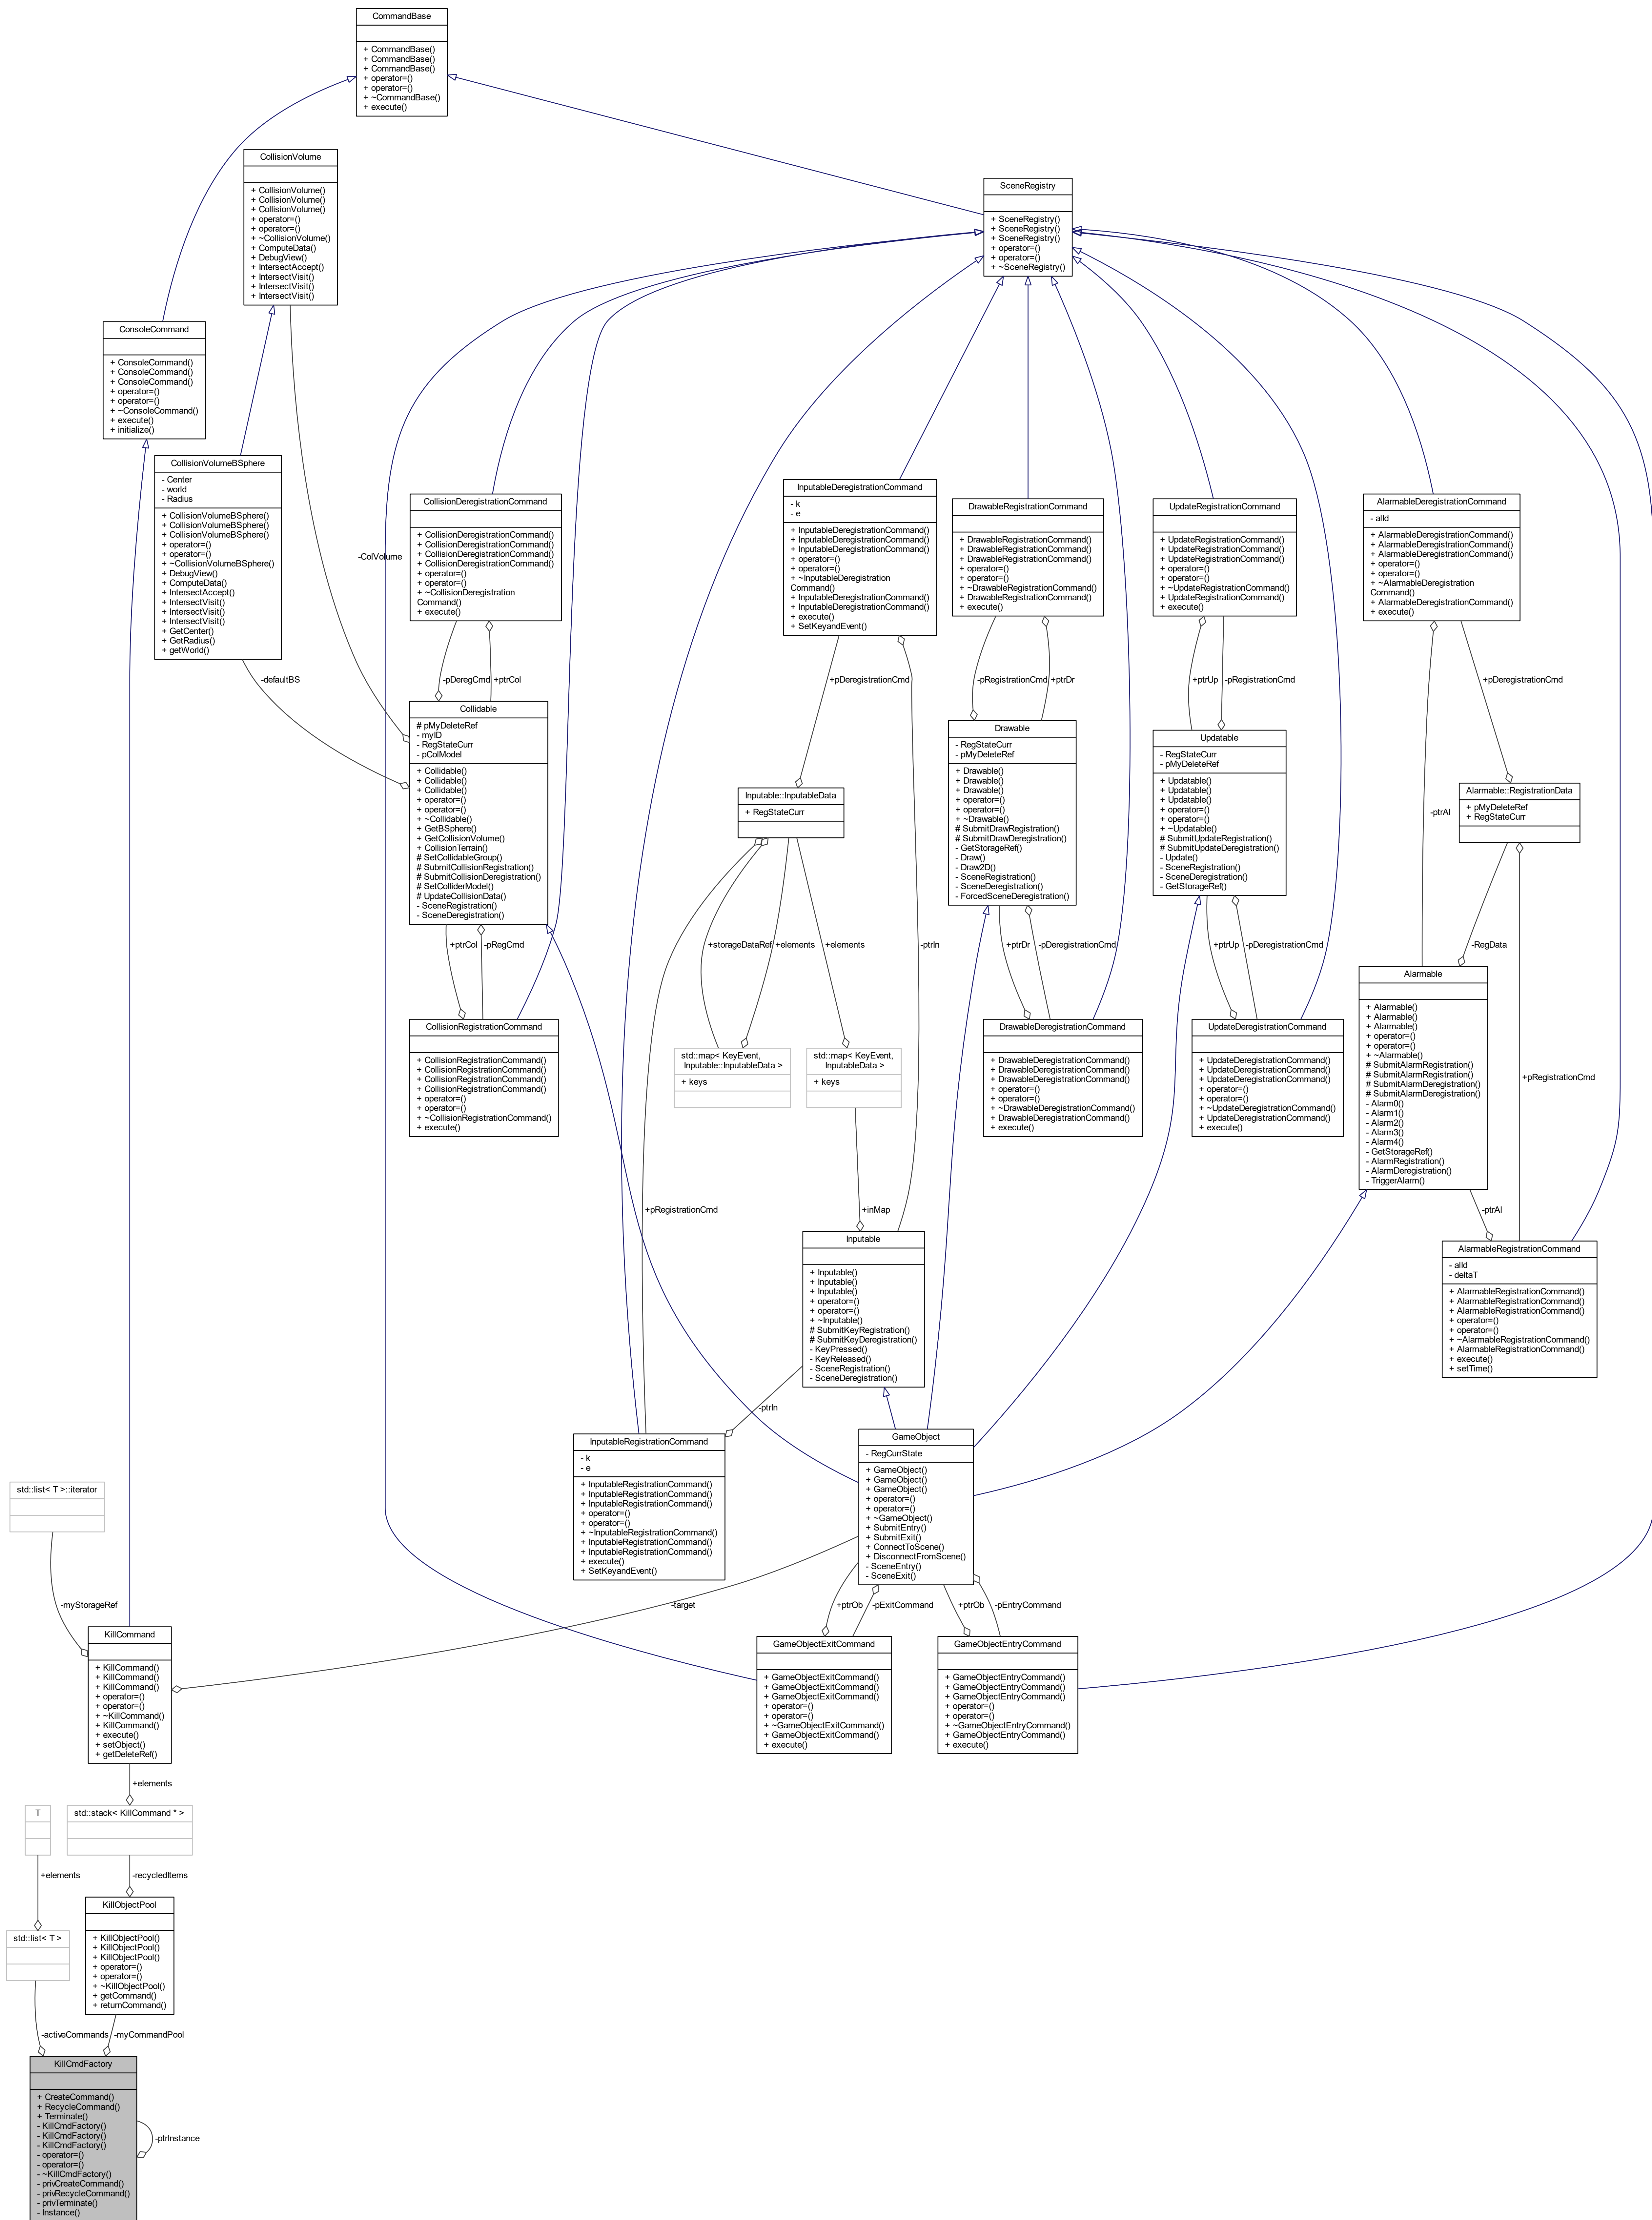 CommandBase
+ CommandBase()
+ CommandBase()
+ CommandBase()
+ operator=()
+ operator=()
+ ~CommandBase()
+ execute()
CollisionVolume
+ CollisionVolume()
+ CollisionVolume()
+ CollisionVolume()
+ operator=()
+ operator=()
+ ~CollisionVolume()
+ ComputeData()
+ DebugView()
+ IntersectAccept()
+ IntersectVisit()
+ IntersectVisit()
+ IntersectVisit()
SceneRegistry
+ SceneRegistry()
+ SceneRegistry()
+ SceneRegistry()
+ operator=()
+ operator=()
+ ~SceneRegistry()
ConsoleCommand
+ ConsoleCommand()
+ ConsoleCommand()
+ ConsoleCommand()
+ operator=()
+ operator=()
+ ~ConsoleCommand()
+ execute()
+ initialize()
CollisionVolumeBSphere
- Center
- world
- Radius
+ CollisionVolumeBSphere()
+ CollisionVolumeBSphere()
+ CollisionVolumeBSphere()
+ operator=()
+ operator=()
+ ~CollisionVolumeBSphere()
+ DebugView()
+ ComputeData()
+ IntersectAccept()
+ IntersectVisit()
+ IntersectVisit()
+ IntersectVisit()
+ GetCenter()
+ GetRadius()
+ getWorld()
-ColVolume
CollisionDeregistrationCommand
+ CollisionDeregistrationCommand()
+ CollisionDeregistrationCommand()
+ CollisionDeregistrationCommand()
+ CollisionDeregistrationCommand()
+ operator=()
+ operator=()
+ ~CollisionDeregistration
Command()
+ execute()
InputableDeregistrationCommand
- k
- e
+ InputableDeregistrationCommand()
+ InputableDeregistrationCommand()
+ InputableDeregistrationCommand()
+ operator=()
+ operator=()
+ ~InputableDeregistration
Command()
+ InputableDeregistrationCommand()
+ InputableDeregistrationCommand()
+ execute()
+ SetKeyandEvent()
DrawableRegistrationCommand
+ DrawableRegistrationCommand()
+ DrawableRegistrationCommand()
+ DrawableRegistrationCommand()
+ operator=()
+ operator=()
+ ~DrawableRegistrationCommand()
+ DrawableRegistrationCommand()
+ execute()
UpdateRegistrationCommand
+ UpdateRegistrationCommand()
+ UpdateRegistrationCommand()
+ UpdateRegistrationCommand()
+ operator=()
+ operator=()
+ ~UpdateRegistrationCommand()
+ UpdateRegistrationCommand()
+ execute()
AlarmableDeregistrationCommand
- alId
+ AlarmableDeregistrationCommand()
+ AlarmableDeregistrationCommand()
+ AlarmableDeregistrationCommand()
+ operator=()
+ operator=()
+ ~AlarmableDeregistration
Command()
+ AlarmableDeregistrationCommand()
+ execute()
-defaultBS
-pDeregCmd
+ptrCol
+pDeregistrationCmd
-pRegistrationCmd
+ptrDr
+ptrUp
-pRegistrationCmd
+pDeregistrationCmd
Collidable
# pMyDeleteRef
- myID
- RegStateCurr
- pColModel
+ Collidable()
+ Collidable()
+ Collidable()
+ operator=()
+ operator=()
+ ~Collidable()
+ GetBSphere()
+ GetCollisionVolume()
+ CollisionTerrain()
# SetCollidableGroup()
# SubmitCollisionRegistration()
# SubmitCollisionDeregistration()
# SetColliderModel()
# UpdateCollisionData()
- SceneRegistration()
- SceneDeregistration()
Inputable::InputableData
+ RegStateCurr
Drawable
- RegStateCurr
- pMyDeleteRef
+ Drawable()
+ Drawable()
+ Drawable()
+ operator=()
+ operator=()
+ ~Drawable()
# SubmitDrawRegistration()
# SubmitDrawDeregistration()
- GetStorageRef()
- Draw()
- Draw2D()
- SceneRegistration()
- SceneDeregistration()
- ForcedSceneDeregistration()
Updatable
- RegStateCurr
- pMyDeleteRef
+ Updatable()
+ Updatable()
+ Updatable()
+ operator=()
+ operator=()
+ ~Updatable()
# SubmitUpdateRegistration()
# SubmitUpdateDeregistration()
- Update()
- SceneRegistration()
- SceneDeregistration()
- GetStorageRef()
-ptrAl
Alarmable::RegistrationData
+ pMyDeleteRef
+ RegStateCurr
+ptrCol
-pRegCmd
+storageDataRef
+elements
+elements
-ptrIn
+ptrDr
-pDeregistrationCmd
+ptrUp
-pDeregistrationCmd
-RegData
Alarmable
+ Alarmable()
+ Alarmable()
+ Alarmable()
+ operator=()
+ operator=()
+ ~Alarmable()
# SubmitAlarmRegistration()
# SubmitAlarmRegistration()
# SubmitAlarmDeregistration()
# SubmitAlarmDeregistration()
- Alarm0()
- Alarm1()
- Alarm2()
- Alarm3()
- Alarm4()
- GetStorageRef()
- AlarmRegistration()
- AlarmDeregistration()
- TriggerAlarm()
CollisionRegistrationCommand
+ CollisionRegistrationCommand()
+ CollisionRegistrationCommand()
+ CollisionRegistrationCommand()
+ CollisionRegistrationCommand()
+ operator=()
+ operator=()
+ ~CollisionRegistrationCommand()
+ execute()
std::map< KeyEvent,
Inputable::InputableData >
+ keys
std::map< KeyEvent,
InputableData >
+ keys
DrawableDeregistrationCommand
+ DrawableDeregistrationCommand()
+ DrawableDeregistrationCommand()
+ DrawableDeregistrationCommand()
+ operator=()
+ operator=()
+ ~DrawableDeregistrationCommand()
+ DrawableDeregistrationCommand()
+ execute()
UpdateDeregistrationCommand
+ UpdateDeregistrationCommand()
+ UpdateDeregistrationCommand()
+ UpdateDeregistrationCommand()
+ operator=()
+ operator=()
+ ~UpdateDeregistrationCommand()
+ UpdateDeregistrationCommand()
+ execute()
+pRegistrationCmd
+pRegistrationCmd
+inMap
-ptrAl
Inputable
+ Inputable()
+ Inputable()
+ Inputable()
+ operator=()
+ operator=()
+ ~Inputable()
# SubmitKeyRegistration()
# SubmitKeyDeregistration()
- KeyPressed()
- KeyReleased()
- SceneRegistration()
- SceneDeregistration()
AlarmableRegistrationCommand
- alId
- deltaT
+ AlarmableRegistrationCommand()
+ AlarmableRegistrationCommand()
+ AlarmableRegistrationCommand()
+ operator=()
+ operator=()
+ ~AlarmableRegistrationCommand()
+ AlarmableRegistrationCommand()
+ execute()
+ setTime()
-ptrIn
InputableRegistrationCommand
- k
- e
+ InputableRegistrationCommand()
+ InputableRegistrationCommand()
+ InputableRegistrationCommand()
+ operator=()
+ operator=()
+ ~InputableRegistrationCommand()
+ InputableRegistrationCommand()
+ InputableRegistrationCommand()
+ execute()
+ SetKeyandEvent()
GameObject
- RegCurrState
+ GameObject()
+ GameObject()
+ GameObject()
+ operator=()
+ operator=()
+ ~GameObject()
+ SubmitEntry()
+ SubmitExit()
+ ConnectToScene()
+ DisconnectFromScene()
- SceneEntry()
- SceneExit()
std::list< T >::iterator
-myStorageRef
-target
+ptrOb
-pExitCommand
+ptrOb
-pEntryCommand
KillCommand
+ KillCommand()
+ KillCommand()
+ KillCommand()
+ operator=()
+ operator=()
+ ~KillCommand()
+ KillCommand()
+ execute()
+ setObject()
+ getDeleteRef()
GameObjectExitCommand
+ GameObjectExitCommand()
+ GameObjectExitCommand()
+ GameObjectExitCommand()
+ operator=()
+ operator=()
+ ~GameObjectExitCommand()
+ GameObjectExitCommand()
+ execute()
GameObjectEntryCommand
+ GameObjectEntryCommand()
+ GameObjectEntryCommand()
+ GameObjectEntryCommand()
+ operator=()
+ operator=()
+ ~GameObjectEntryCommand()
+ GameObjectEntryCommand()
+ execute()
+elements
T
std::stack< KillCommand * >
+elements
-recycledItems
std::list< T >
KillObjectPool
+ KillObjectPool()
+ KillObjectPool()
+ KillObjectPool()
+ operator=()
+ operator=()
+ ~KillObjectPool()
+ getCommand()
+ returnCommand()
-activeCommands
-myCommandPool
KillCmdFactory
+ CreateCommand()
+ RecycleCommand()
+ Terminate()
- KillCmdFactory()
- KillCmdFactory()
- KillCmdFactory()
- operator=()
- operator=()
- ~KillCmdFactory()
- privCreateCommand()
- privRecycleCommand()
- privTerminate()
- Instance()
-ptrInstance